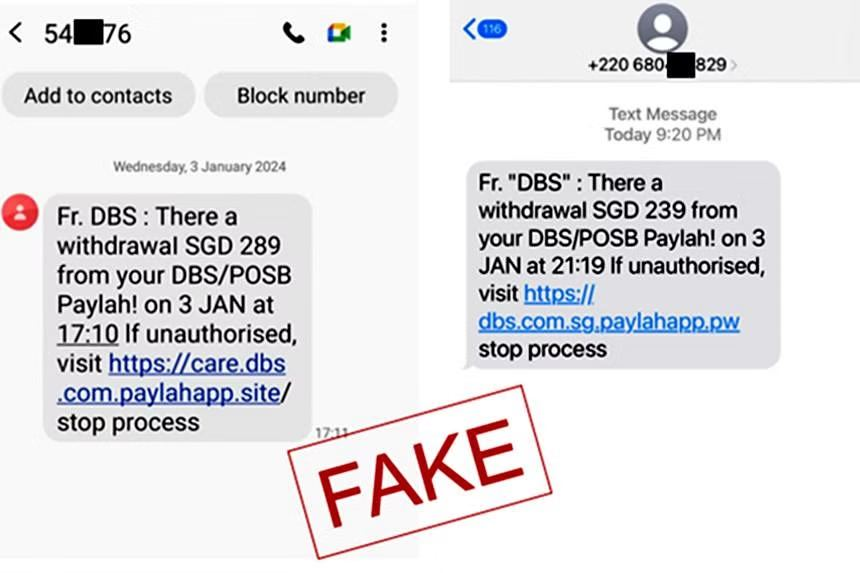 54 76
Add to contacts
Block number
Wednesday, 3 January 2024
Fr. DBS : There a
withdrawal SGD 289
from your DBS/POSB
Paylah! on 3 JAN at
17:10 If unauthorised,
visit https://care.dbs
.com.paylahapp.site/
stop process
17:11
116
+220 680 829
Text Message
Today 9:20 PM
Fr. "DBS" : There a
withdrawal SGD 239 from
your DBS/POSB Paylah! on 3
JAN at 21:19 If unauthorised,
visit https://
dbs.com.sg.paylahapp.pw
stop process
FAKE